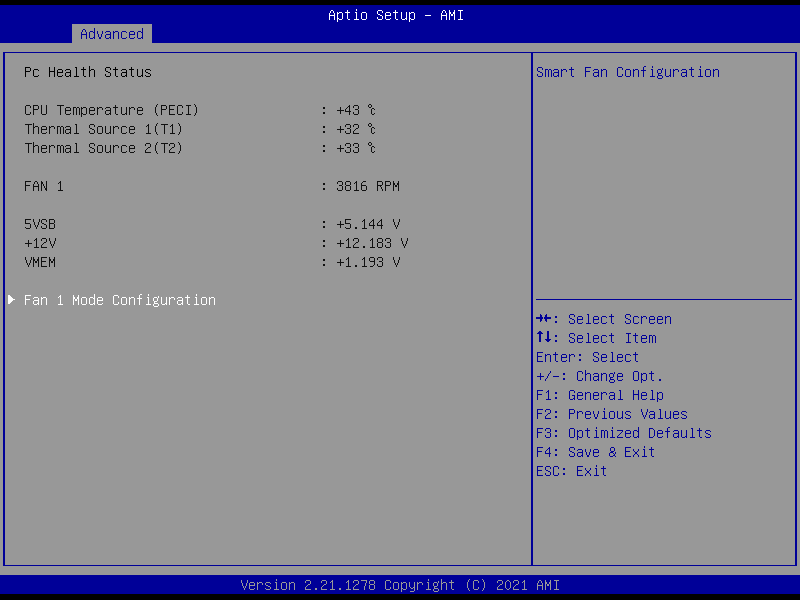 Aptio Setup – AMI
Advanced
Pc Health Status
CPU Temperature (PECI) : +43 ℃
Thermal Source 1(T1) : +32 ℃
Thermal Source 2(T2) : +33 ℃
FAN 1 : 3816 RPM
5VSB : +5.144 V
+12V : +12.183 V
VMEM : +1.193 V
Fan 1 Mode Configuration
Smart Fan Configuration
→←: Select Screen
↑↓: Select Item
Enter: Select
+/-: Change Opt.
F1: General Help
F2: Previous Values
F3: Optimized Defaults
F4: Save & Exit
ESC: Exit
Version 2.21.1278 Copyright (C) 2021 AMI